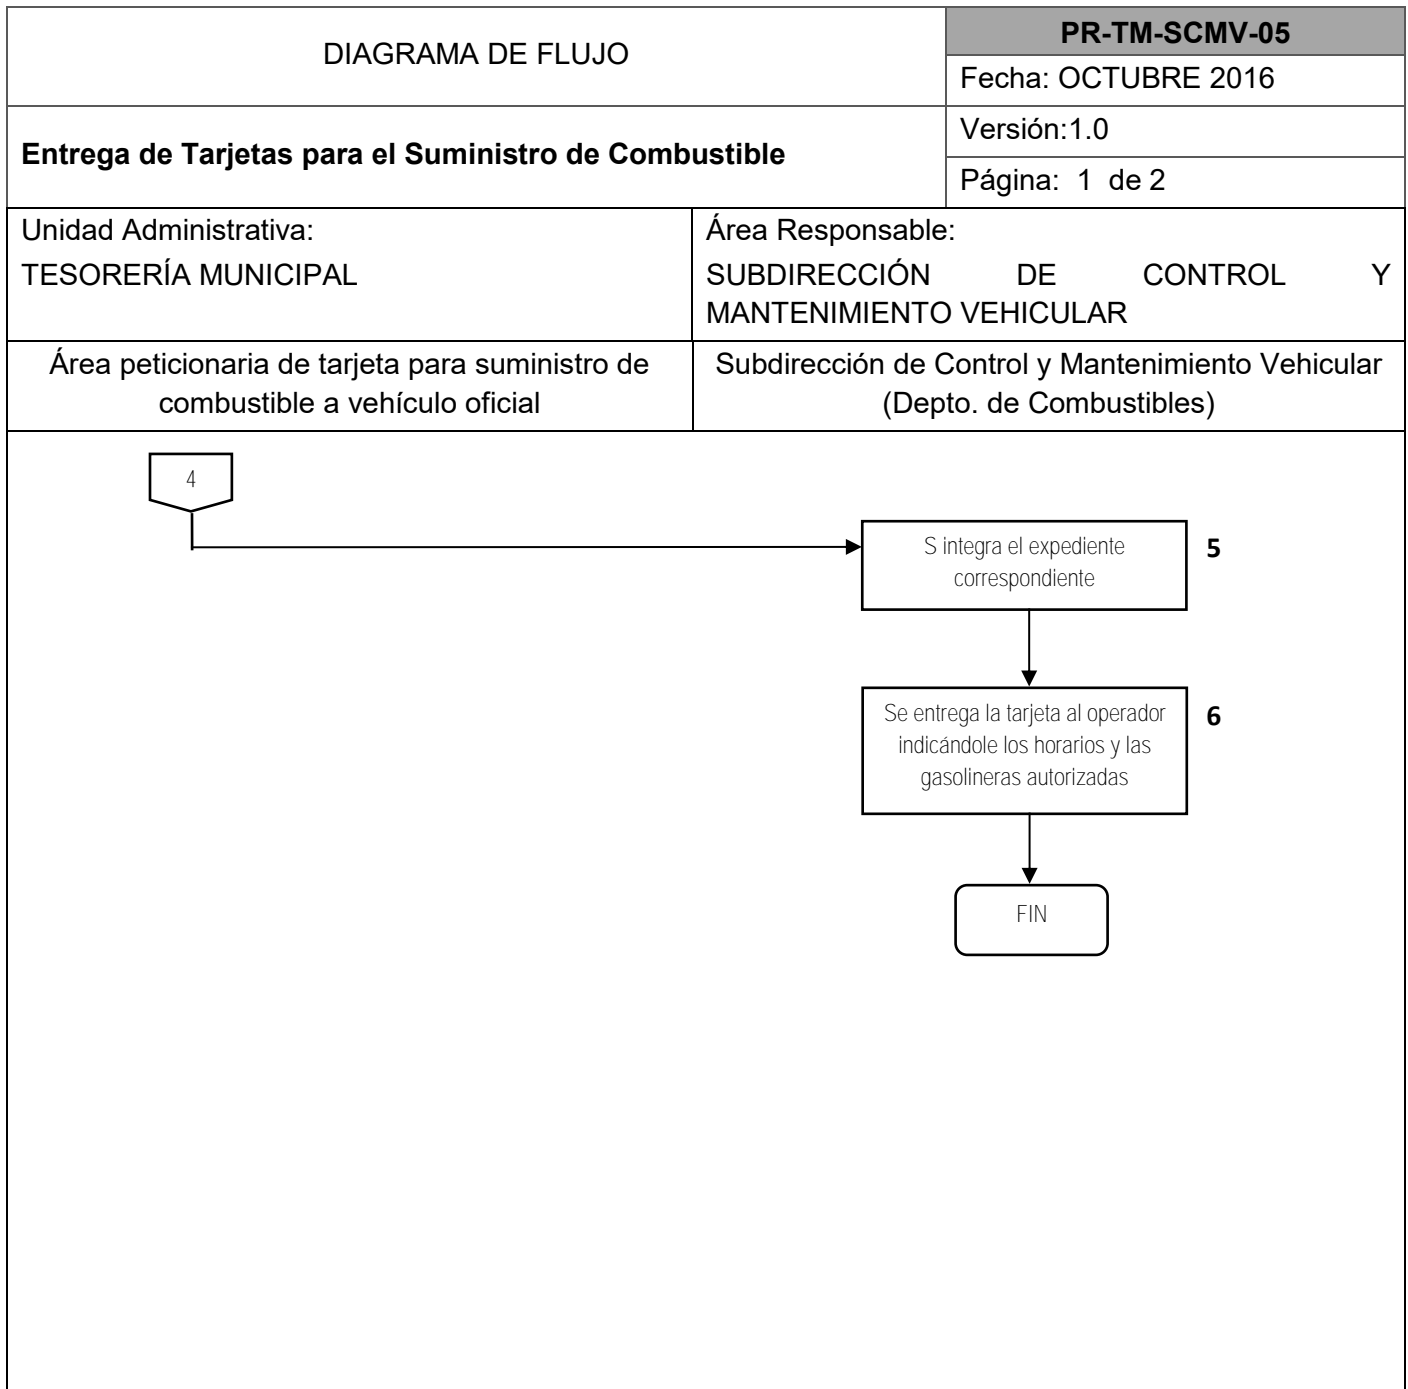 DIAGRAMA DE FLUJO
PR-TM-SCMV-05
Fecha: OCTUBRE 2016
Entrega de Tarjetas para el Suministro de Combustible
Versión:1.0
Página: 1 de 2
Unidad Administrativa:
TESORERÍA MUNICIPAL
Área Responsable:
SUBDIRECCIÓN DE CONTROL Y
MANTENIMIENTO VEHICULAR
Área peticionaria de tarjeta para suministro de
combustible a vehículo oficial
Subdirección de Control y Mantenimiento Vehicular
(Depto. de Combustibles)
4
S integra el expediente
correspondiente
5
Se entrega la tarjeta al operador
indicándole los horarios y las
gasolineras autorizadas
6
FIN